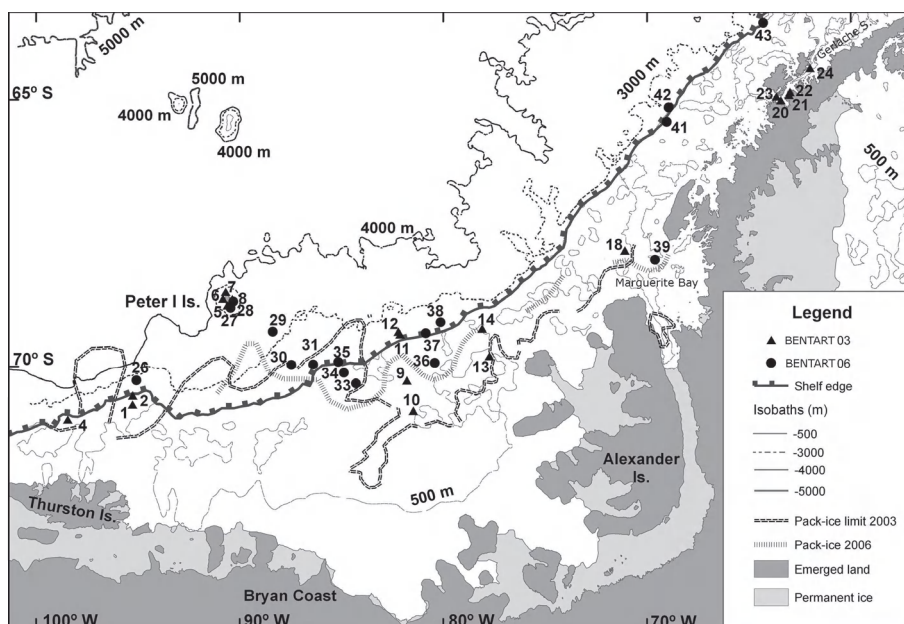 5000 m
43
Gerlache S.
24
65º S
5000 m
4000 m
3000 m
42
23
22
20
21
41
4000 m
500 m
4000 m
18
39
Marguerite Bay
Peter I Is.
7
6
8
5
28
27
29
12
38
14
11
37
70º S
26
30
31
35
36
13
34
33
9
2
1
4
10
Alexander
Is.
500 m
Thurston Is.
Bryan Coast
100º W
90º W
80º W
70º W
Legend
BENTART 03
BENTART 06
Shelf edge
Isobaths (m)
-500
-3000
-4000
-5000
Pack-ice limit 2003
Pack-ice 2006
Emerged land
Permanent ice